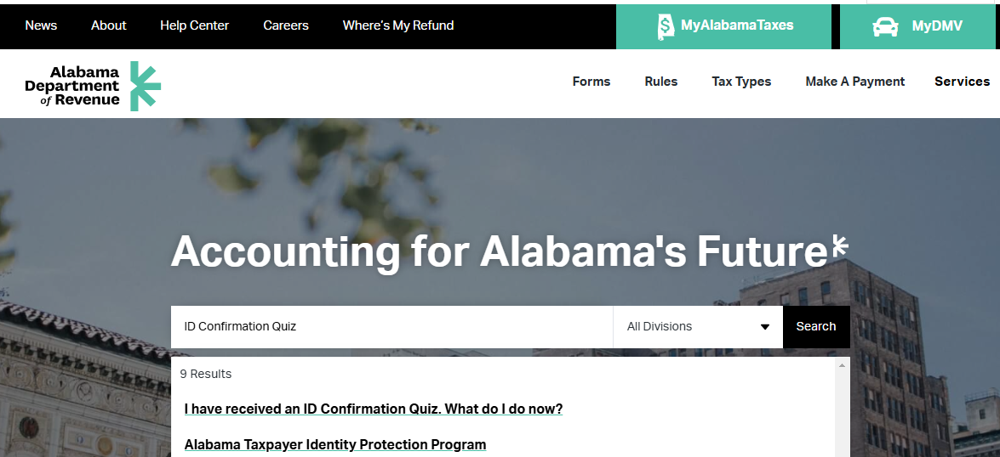 News About Help Center Careers Where's My Refund MyAlabamaTaxes MyDMV
Alabama
Department
of Revenue
Forms Rules Tax Types Make A Payment Services
Accounting for Alabama's Future
ID Confirmation Quiz All Divisions Search
9 Results
I have received an ID Confirmation Quiz. What do I do now?
Alabama Taxpayer Identity Protection Program